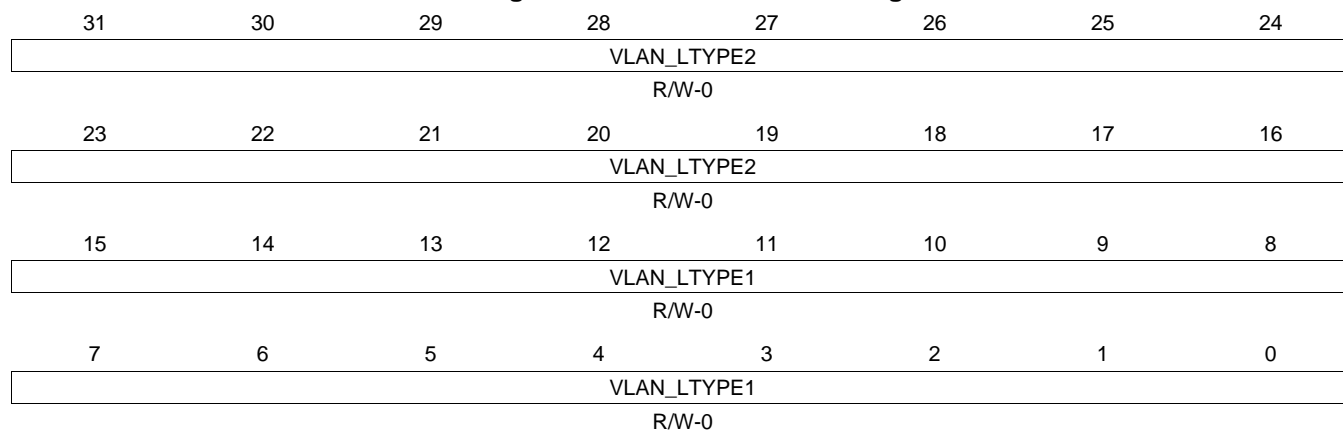 31 30 29 28 27 26 25 24
VLAN_LTYPE2
R/W-0
23 22 21 20 19 18 17 16
VLAN_LTYPE2
R/W-0
15 14 13 12 11 10 9 8
VLAN_LTYPE1
R/W-0
7 6 5 4 3 2 1 0
VLAN_LTYPE1
R/W-0